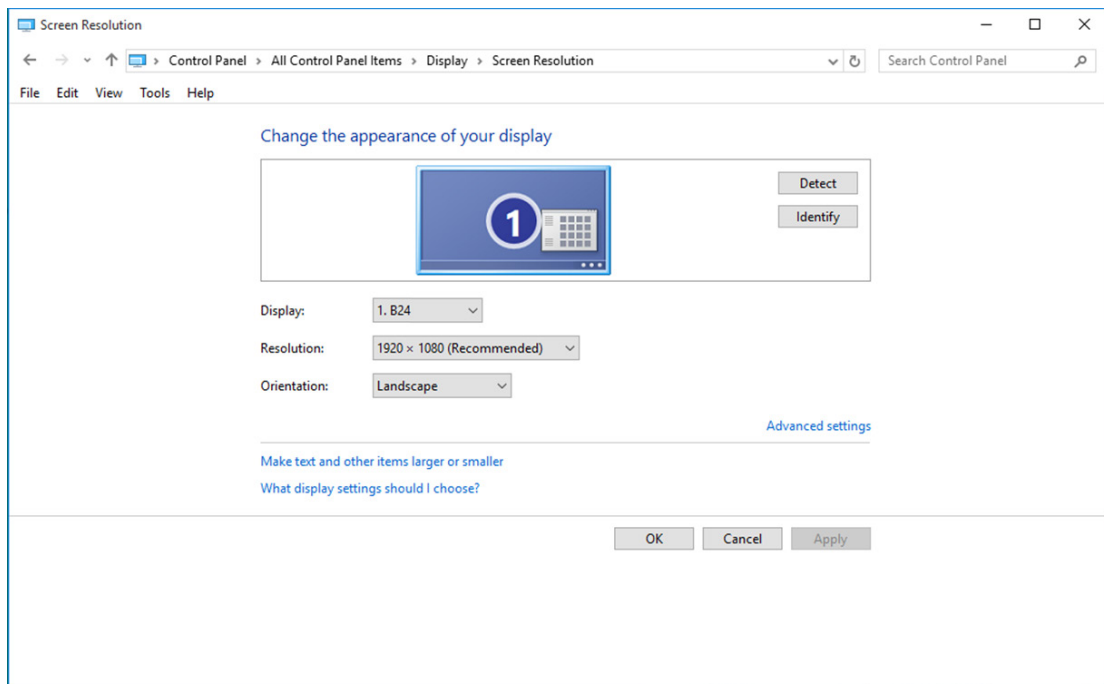 Screen Resolution
Control Panel > All Control Panel Items > Display > Screen Resolution
Search Control Panel
File Edit View Tools Help
Change the appearance of your display
1
Detect
Identify
Display: 1. B24
Resolution: 1920 × 1080 (Recommended)
Orientation: Landscape
Advanced settings
Make text and other items larger or smaller
What display settings should I choose?
OK Cancel Apply